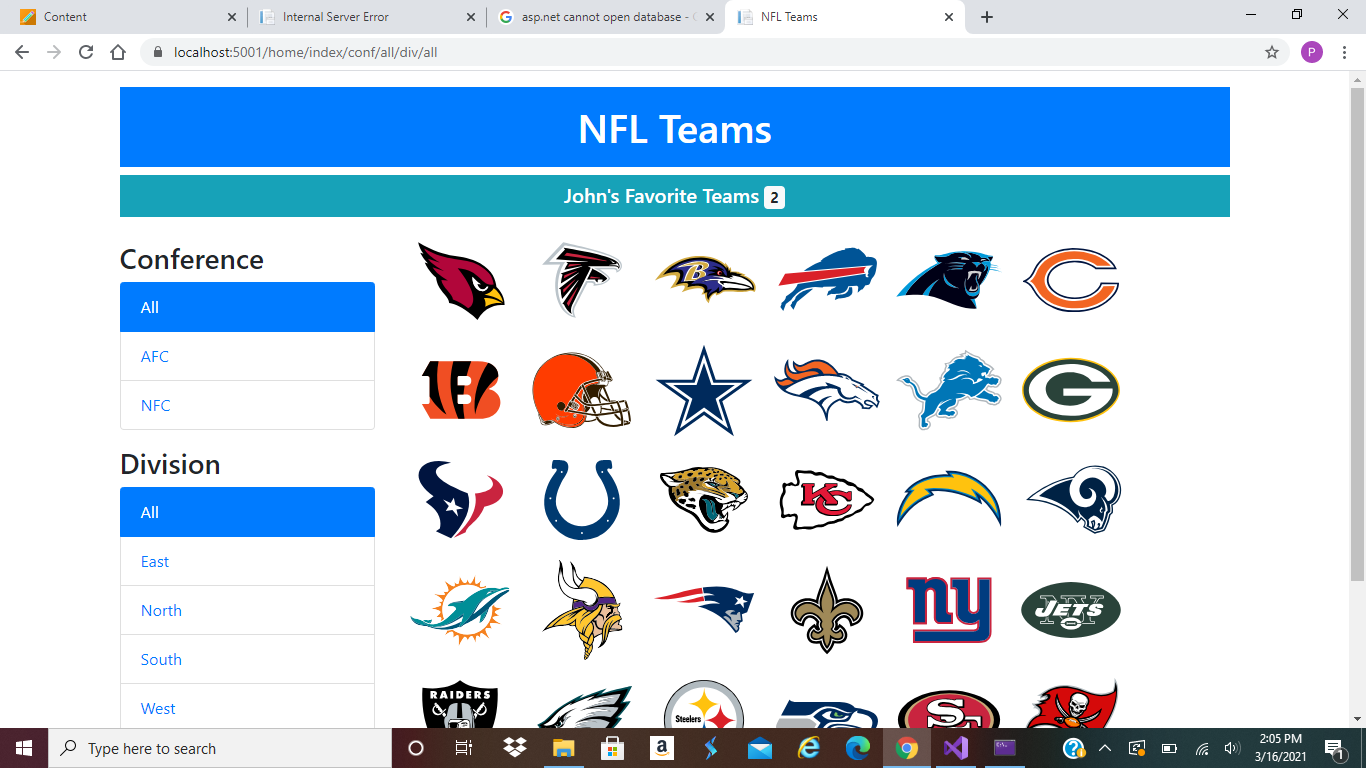 Content
Internal Server Error
asp.net cannot open database -
NFL Teams
localhost:5001/home/index/conf/all/div/all
P
NFL Teams
John's Favorite Teams 2
Conference
All
AFC
NFC
Division
All
East
North
South
West
B
C
B
G
KC
ny
NY JETS
RAIDERS
Steelers
SF
Type here to search
a
2:05 PM
3/16/2021
1